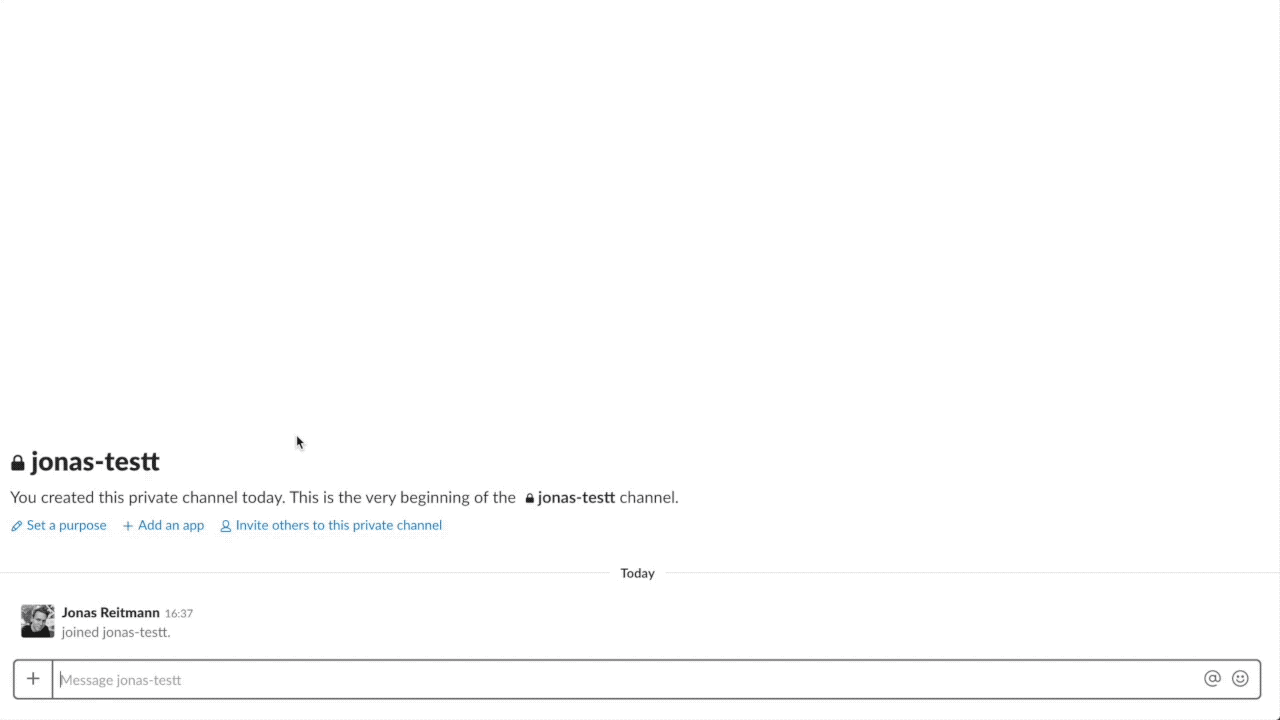 jonas-testt
You created this private channel today. This is the very beginning of the jonas-testt channel.
Set a purpose + Add an app Invite others to this private channel
Today
Jonas Reitmann 16:37
joined jonas-testt.
+ Message jonas-testt @